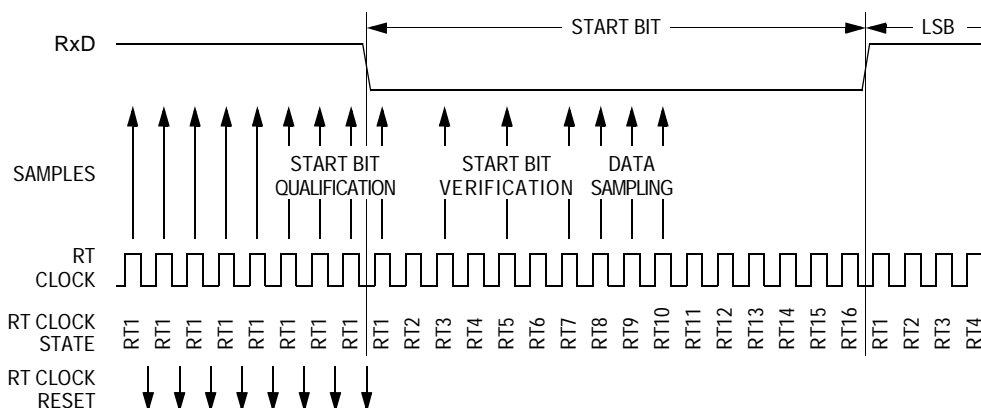 START BIT
LSB
RxD
SAMPLES
START BIT
QUALIFICATION
START BIT
VERIFICATION
DATA
SAMPLING
RT
CLOCK
RT CLOCK
STATE
RT1 RT1 RT1 RT1 RT1 RT1 RT1 RT1 RT1 RT2 RT3 RT4 RT5 RT6 RT7 RT8 RT9 RT10 RT11 RT12 RT13 RT14 RT15 RT16 RT1 RT2 RT3 RT4
RT CLOCK
RESET